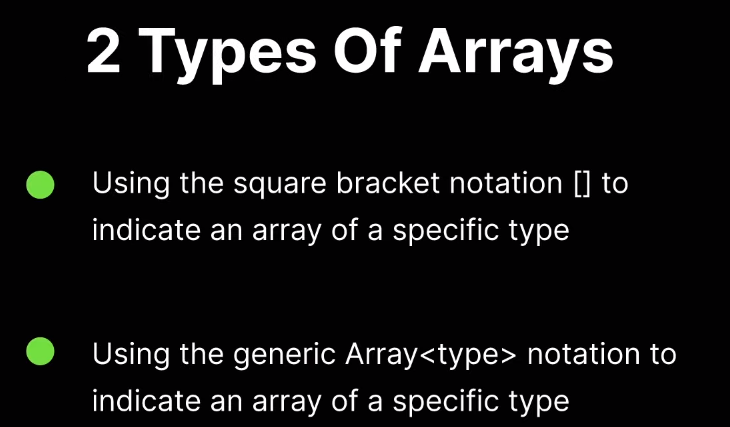 2 Types Of Arrays
Using the square bracket notation [] to
indicate an array of a specific type
Using the generic Array<type> notation to
indicate an array of a specific type